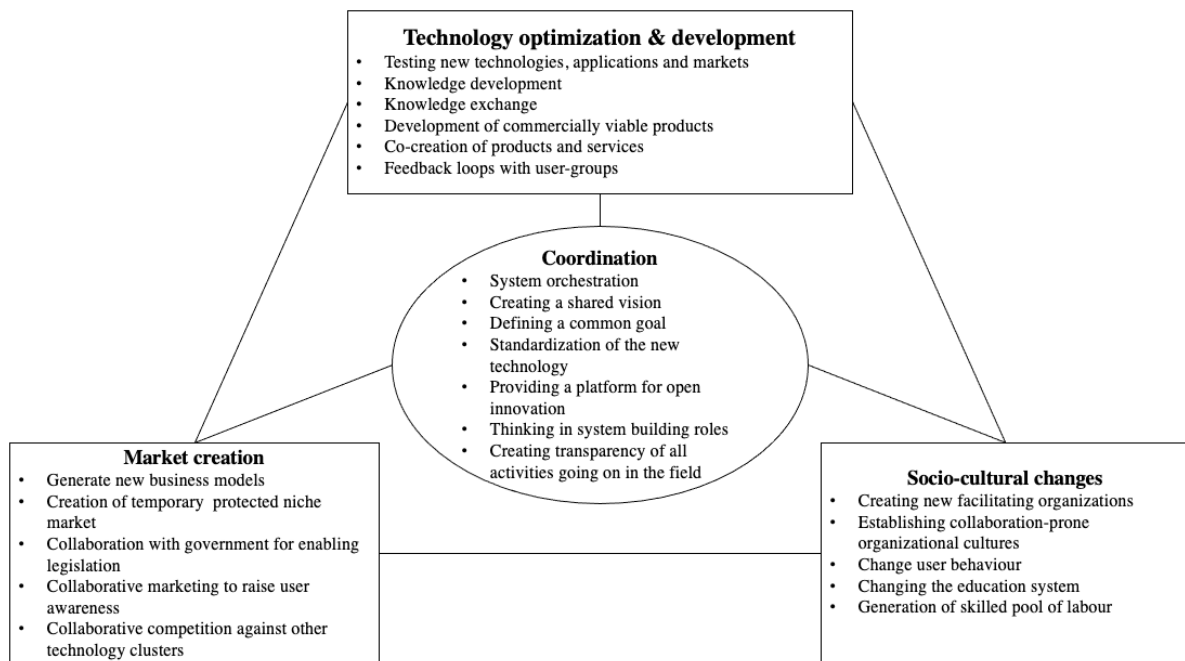 Technology optimization & development
• Testing new technologies, applications and markets
• Knowledge development
• Knowledge exchange
• Development of commercially viable products
• Co-creation of products and services
• Feedback loops with user-groups
Coordination
• System orchestration
• Creating a shared vision
• Defining a common goal
• Standardization of the new
technology
• Providing a platform for open
innovation
• Thinking in system building roles
• Creating transparency of all
activities going on in the field
Market creation
• Generate new business models
• Creation of temporary protected niche
market
• Collaboration with government for enabling
legislation
• Collaborative marketing to raise user
awareness
• Collaborative competition against other
technology clusters
Socio-cultural changes
• Creating new facilitating organizations
• Establishing collaboration-prone
organizational cultures
• Change user behaviour
• Changing the education system
• Generation of skilled pool of labour